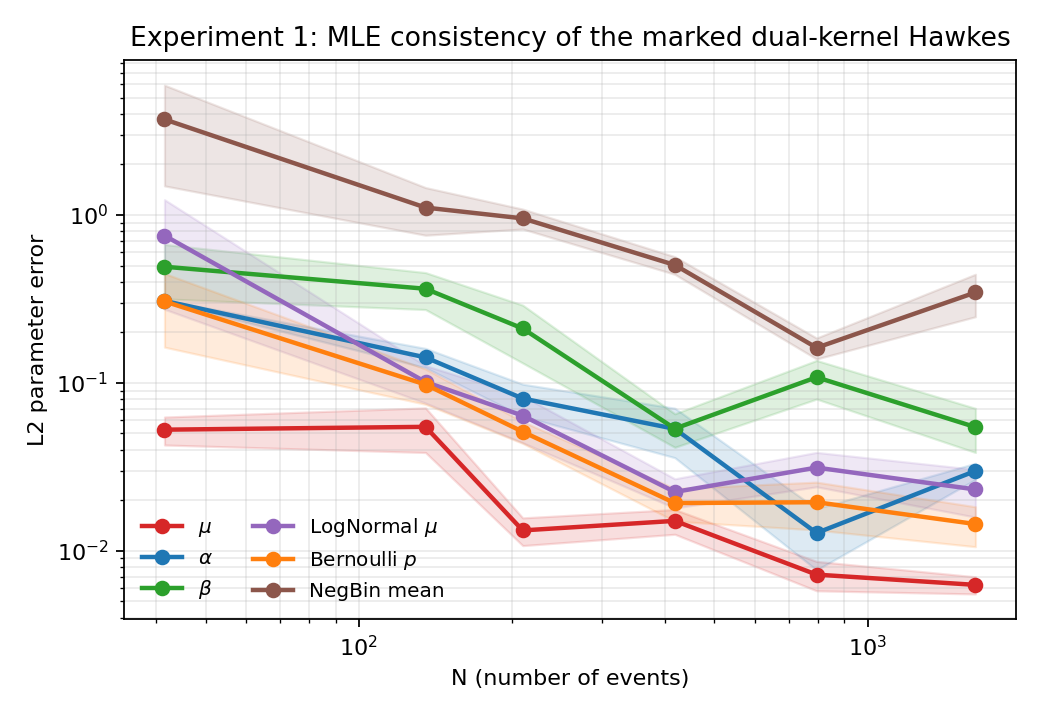 Experiment 1: MLE consistency of the marked dual-kernel Hawkes
L2 parameter error
10⁰
10⁻¹
10⁻²
μ
α
β
LogNormal μ
Bernoulli p
NegBin mean
10²
10³
N (number of events)